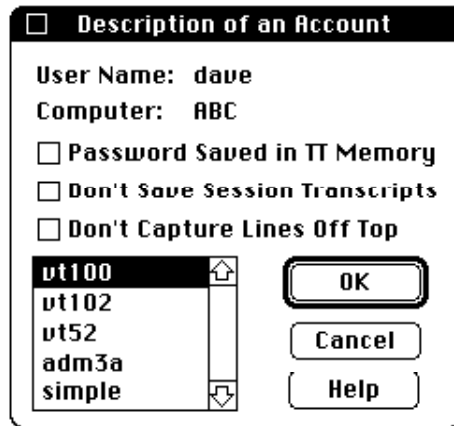 Description of an Account
User Name: dave
Computer: ABC
Password Saved in TT Memory
Don't Save Session Transcripts
Don't Capture Lines Off Top
vt100
vt102
vt52
adm3a
simple
OK
Cancel
Help